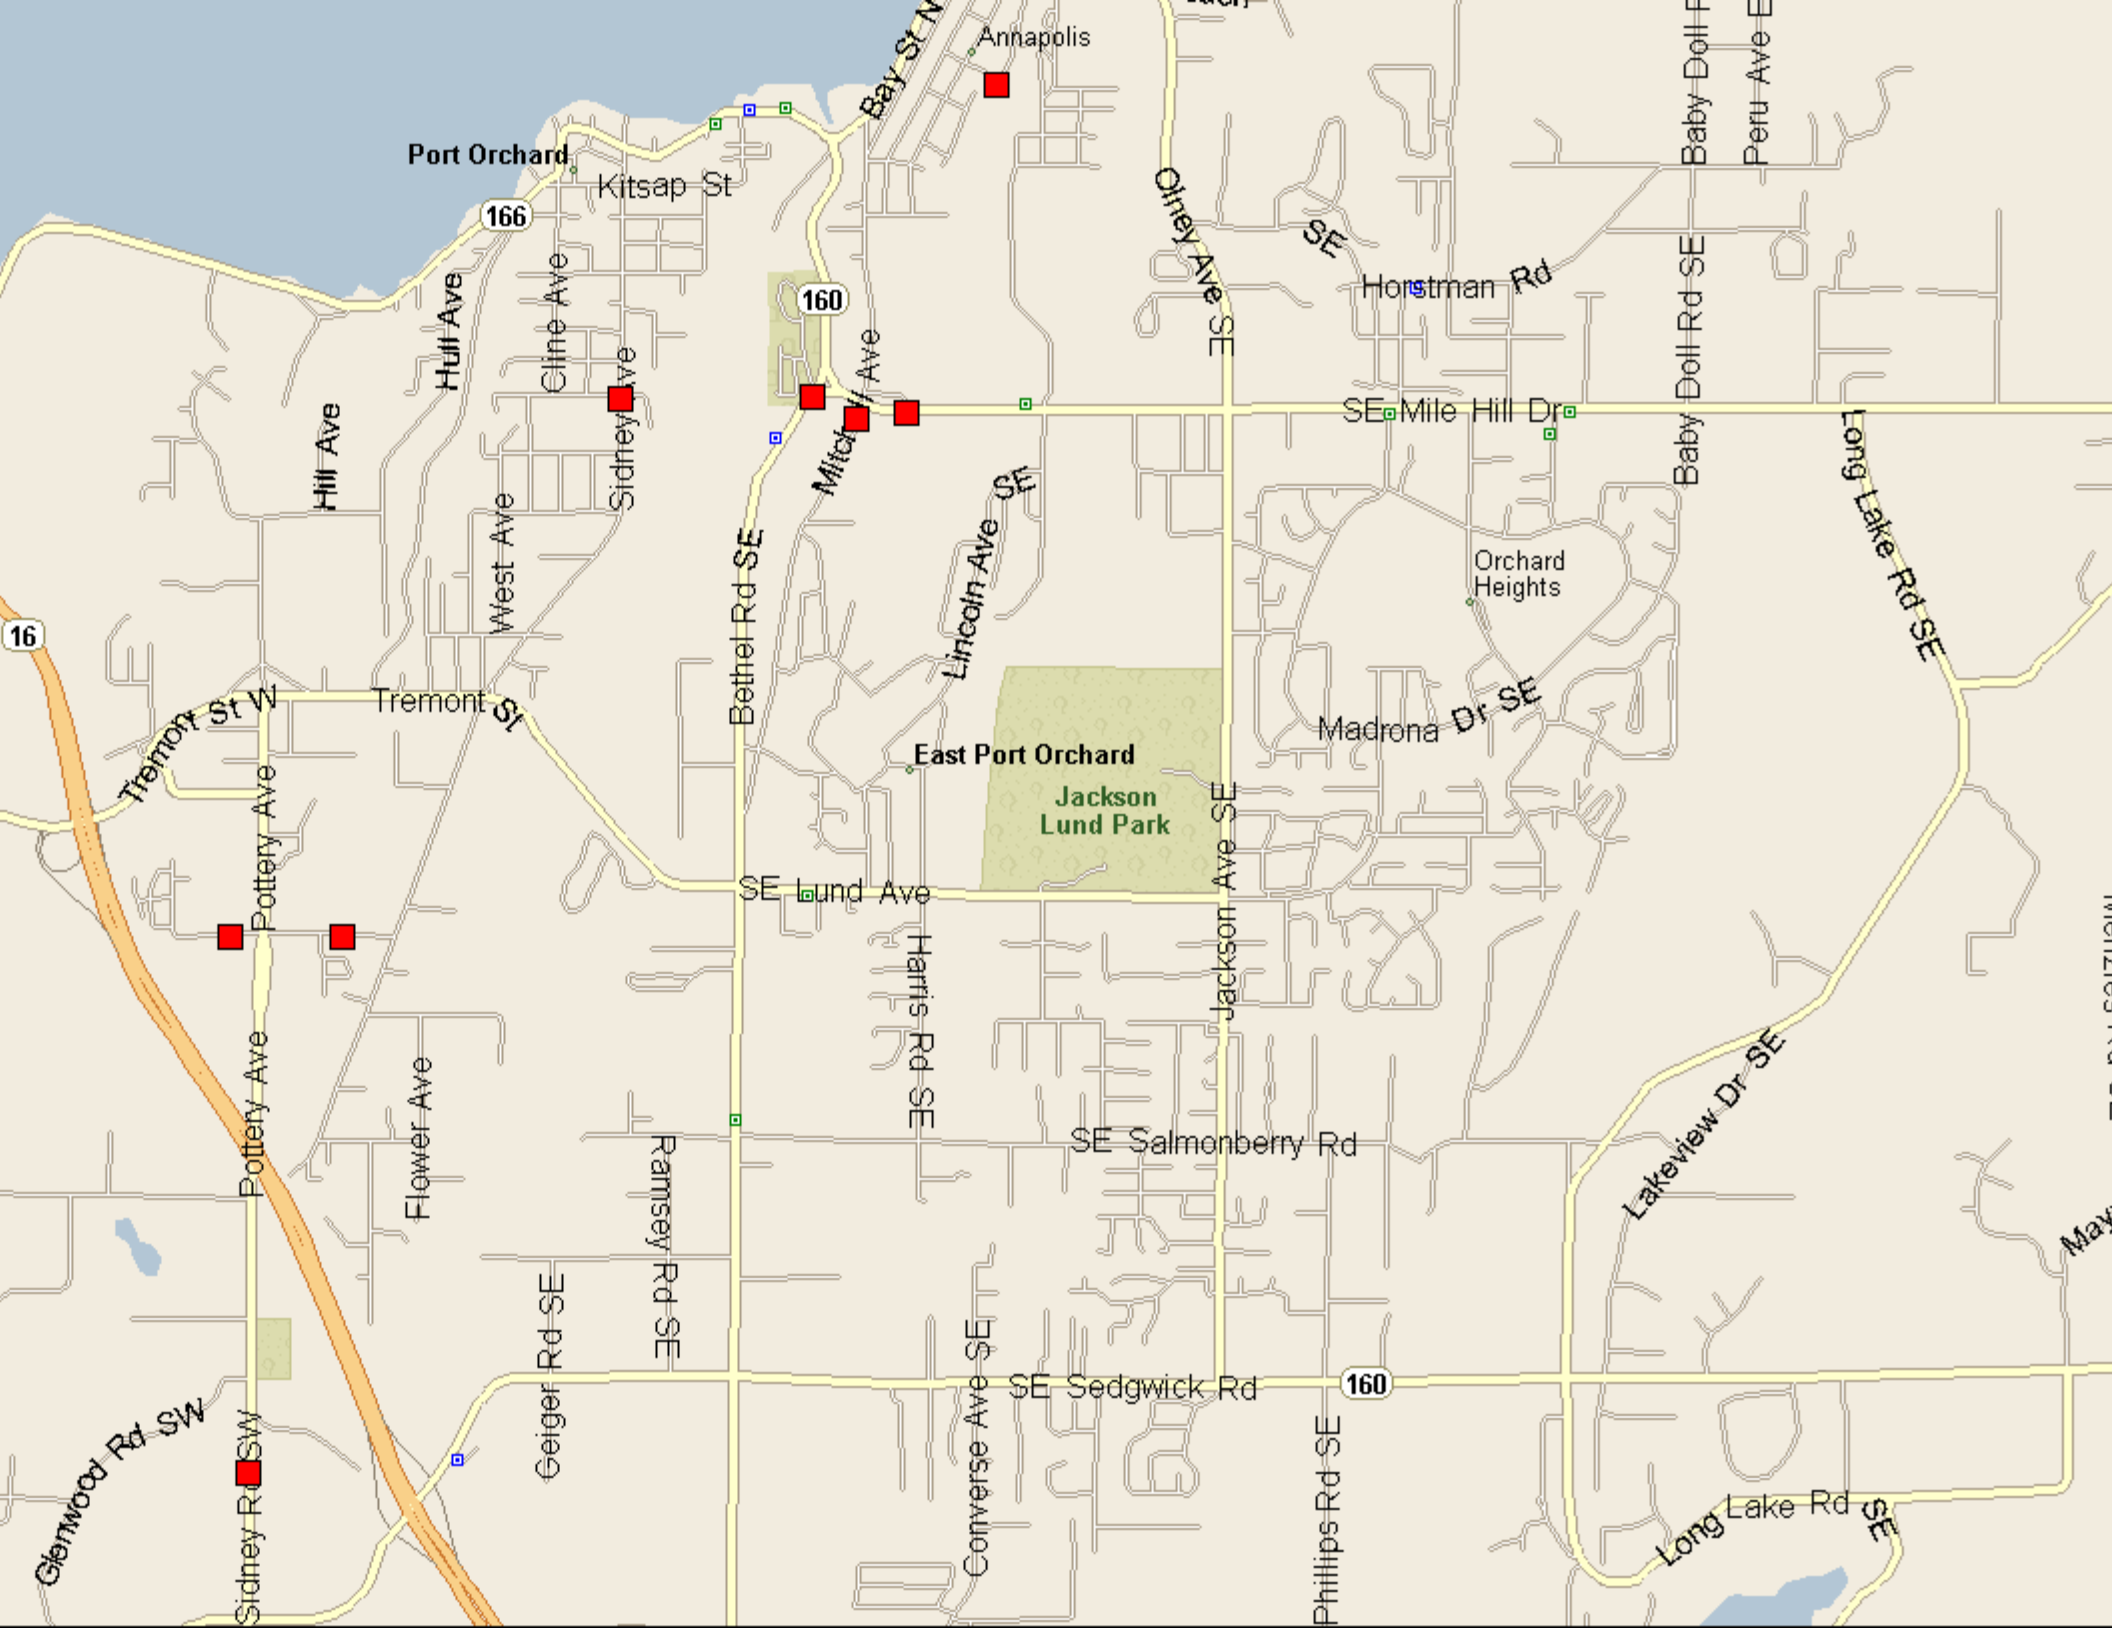 Annapolis
Bay St N
Baby Doll R
Peru Ave E
Port Orchard
Kitsap St
166
Olney Ave SE
SE
Horstman Rd
Hull Ave
Cline Ave
160
Ave
Baby Doll Rd SE
Sidney Ave
SE Mile Hill Dr
Hill Ave
Long Lake Rd SE
SE
West Ave
Bethel Rd SE
Lincoln Ave
Orchard
Heights
16
Tremont St W
Tremont St
Madrona Dr SE
East Port Orchard
Jackson
Lund Park
Pottery Ave
SE Lund Ave
Jackson Ave SE
Harris Rd SE
Pottery Ave
Flower Ave
SE Salmonberry Rd
Ramsey Rd SE
Lakeview Dr SE
May
Geiger Rd SE
Converse Ave SE
SE Sedgwick Rd
160
Glenwood Rd SW
Sidney Rd SW
Phillips Rd SE
Long Lake Rd SE